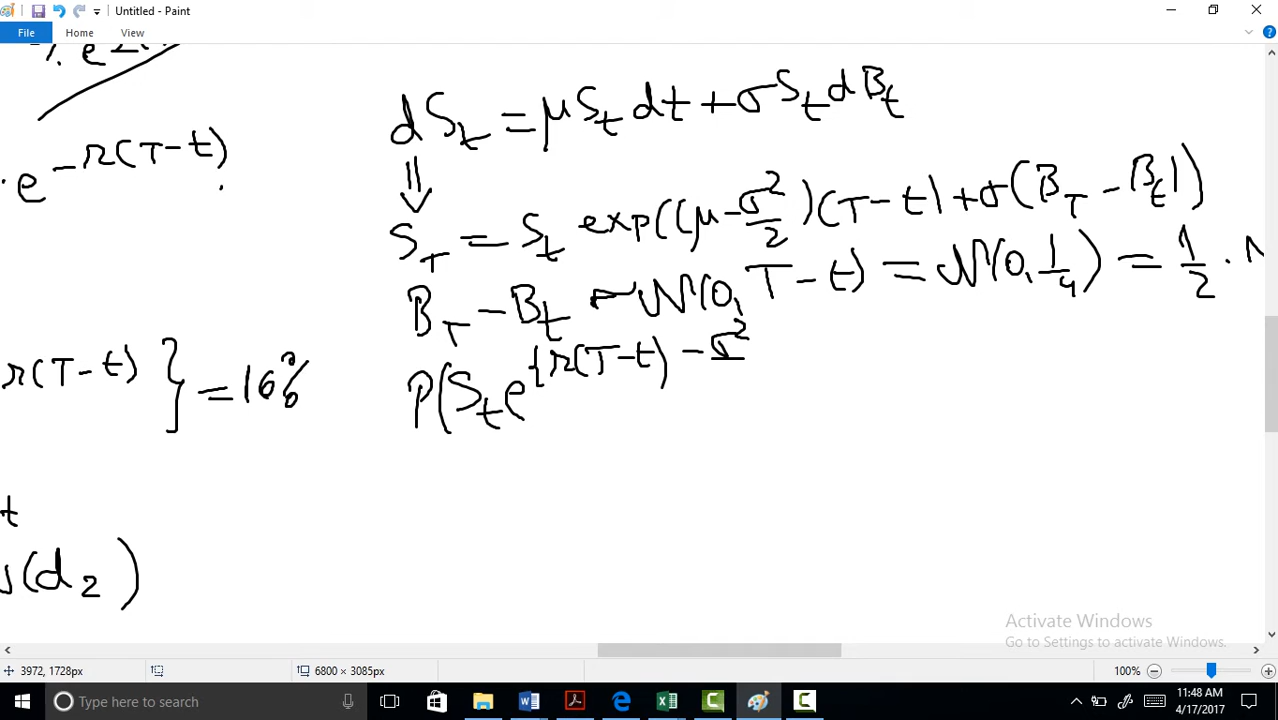 Untitled - Paint
File Home View
% e
dS_t = μS_t dt + σS_t dB_t
· e^{-r(T-t)}
⇓
S_T = S_t exp((μ - σ²/2)(T-t) + σ(B_T - B_t))
B_T - B_t ~ N(0, T-t) = N(0, 1/4) = 1/2 · N
r(T-t) } = 16%
P(S_t e^{{r(T-t) - σ²
t
(d_2)
Activate Windows
Go to Settings to activate Windows.
3972, 1728px
6800 × 3085px
100%
Type here to search
11:48 AM
4/17/2017